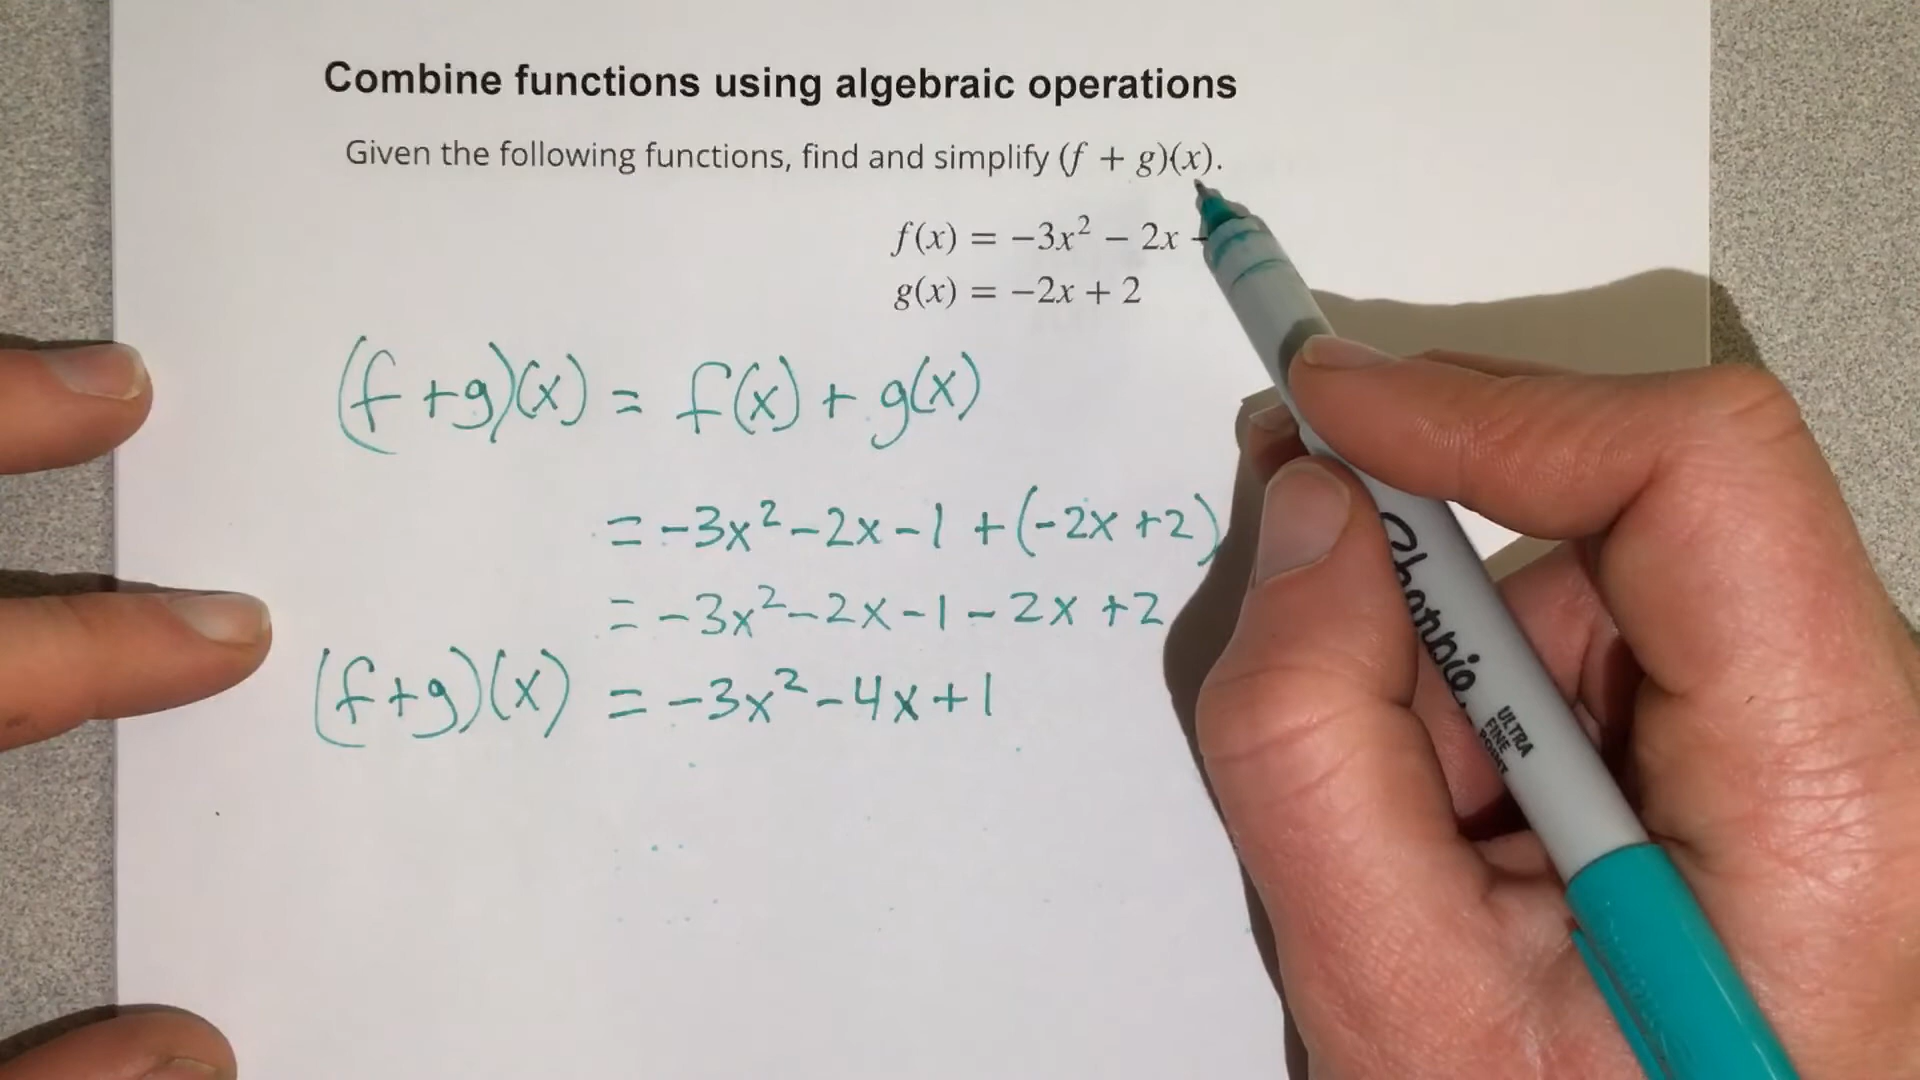 Combine functions using algebraic operations
Given the following functions, find and simplify (f + g)(x).
f(x) = −3x² − 2x −
g(x) = −2x + 2
(f+g)(x) = f(x) + g(x)
= -3x² - 2x - 1 + (-2x + 2)
= -3x² - 2x - 1 - 2x + 2
(f+g)(x) = -3x² - 4x + 1
Sharpie
ULTRA
FINE
POINT